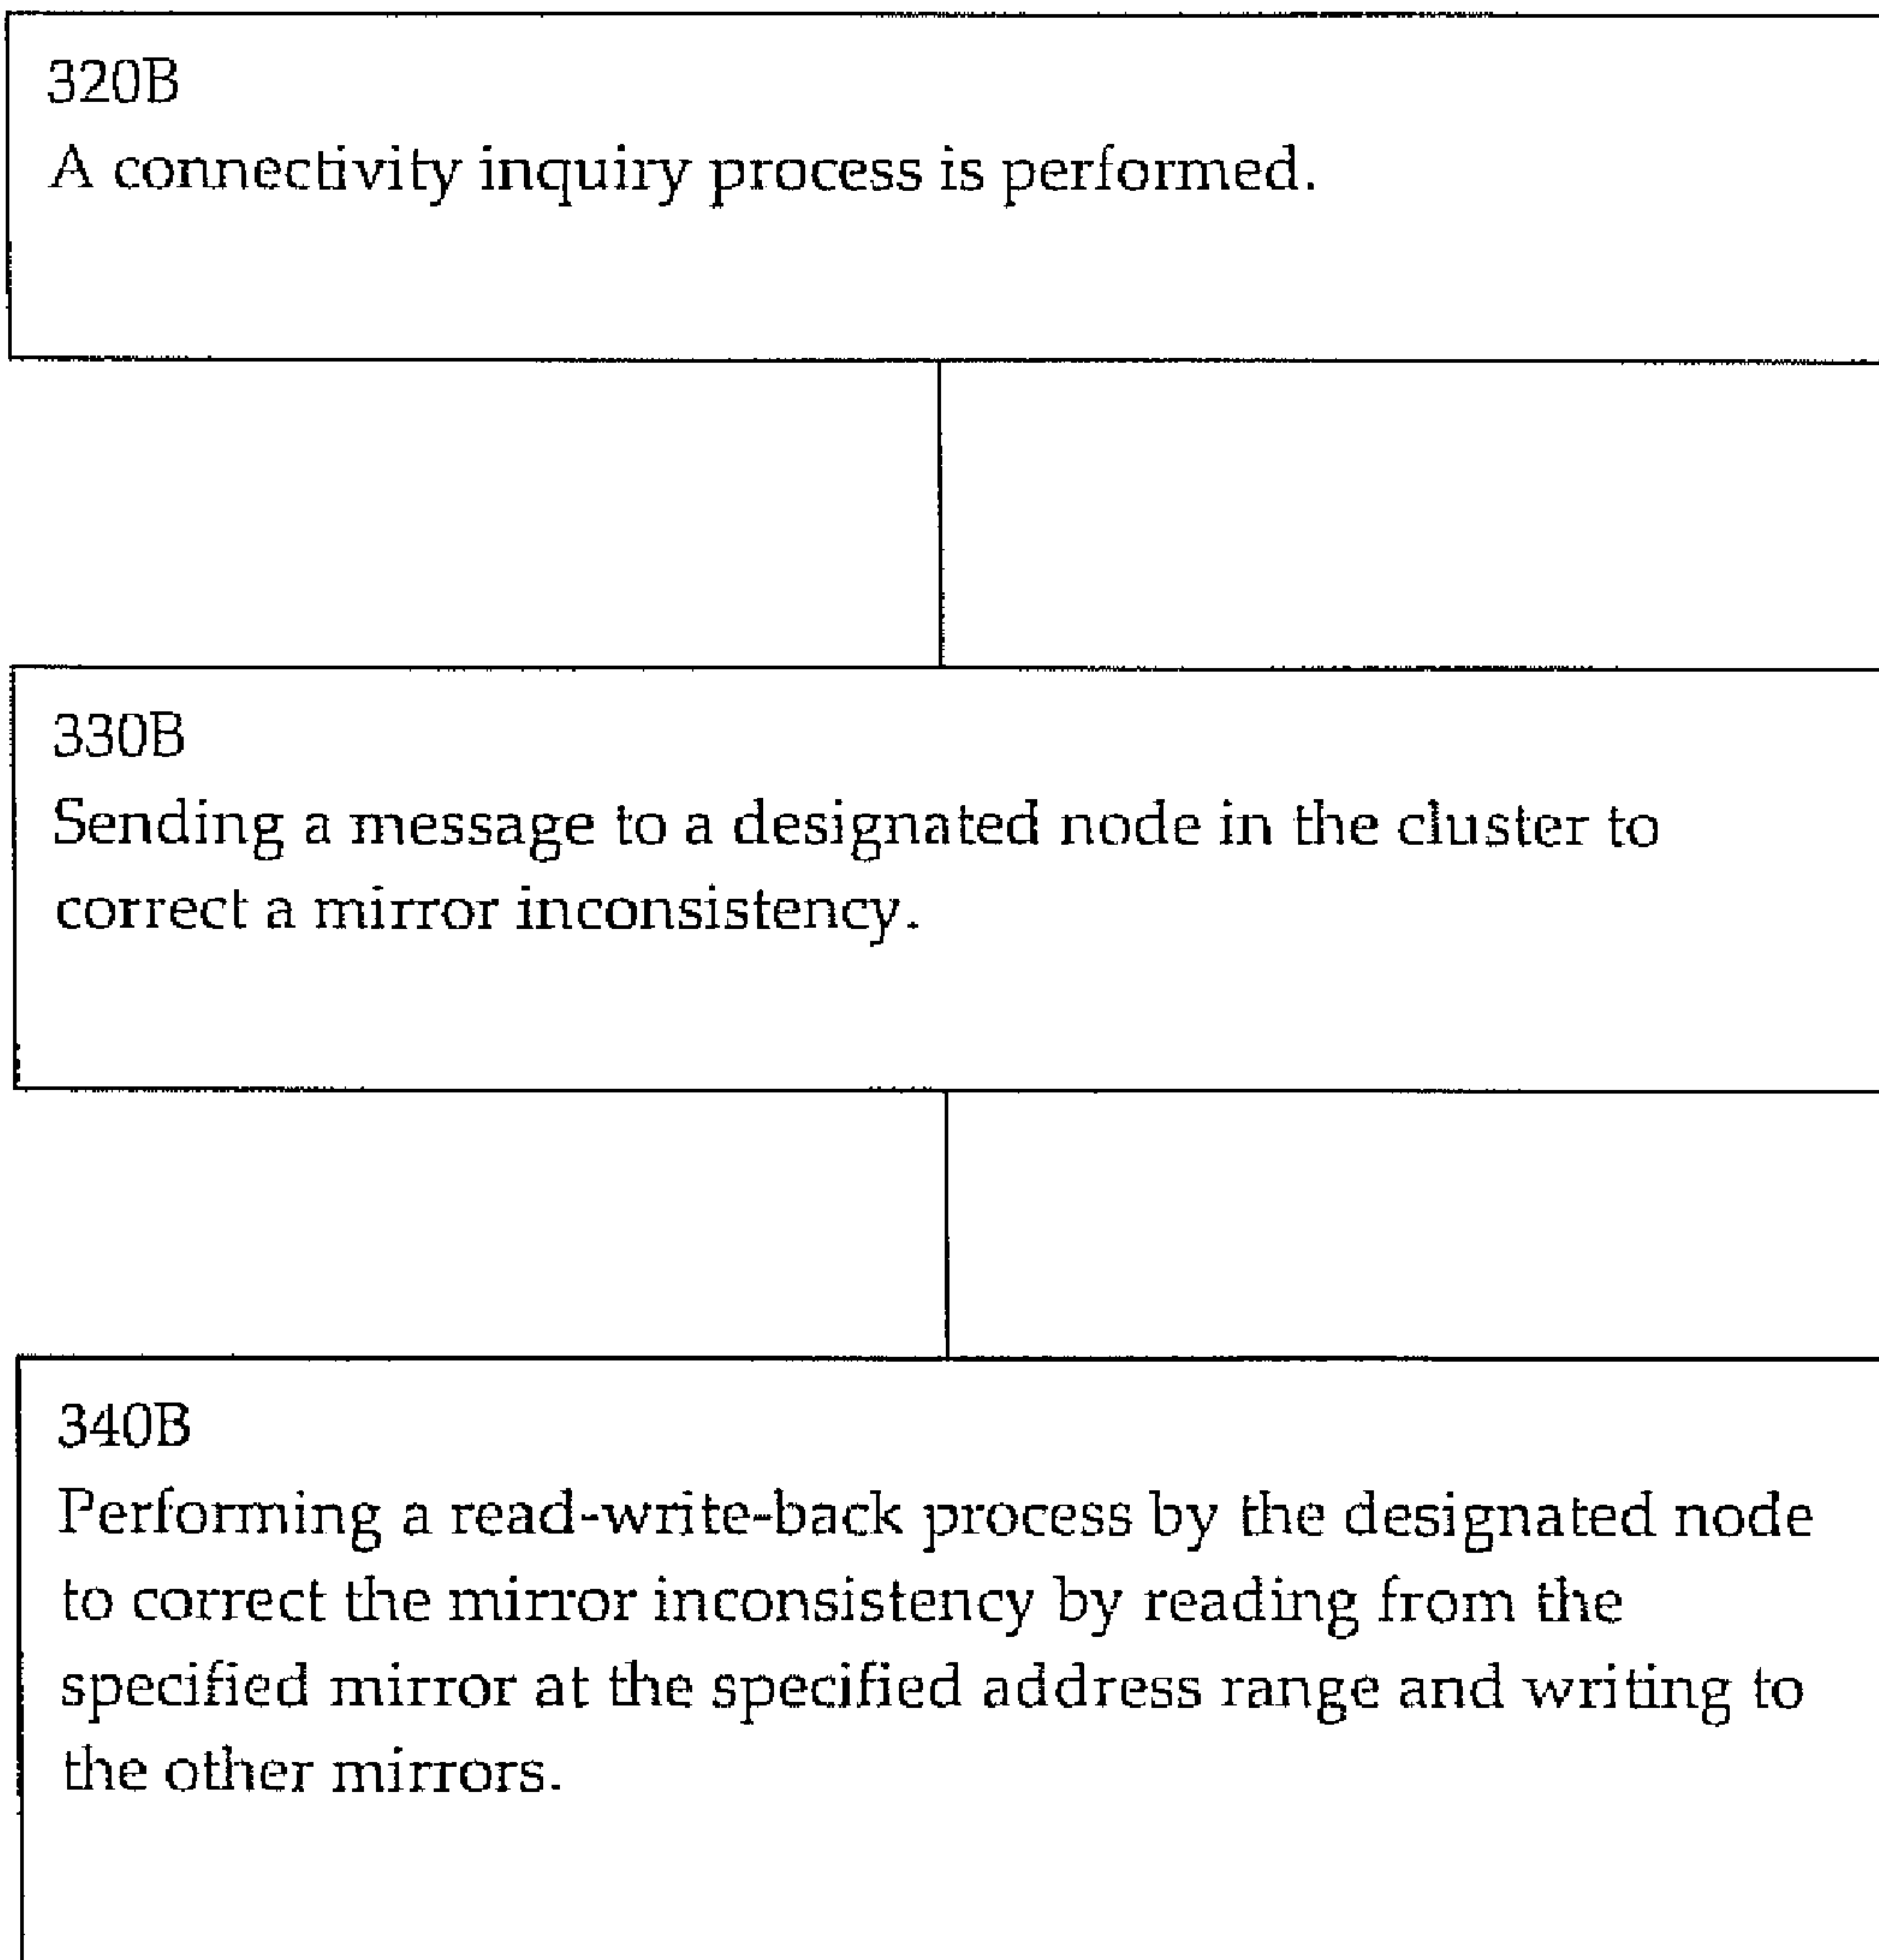 320B
A connectivity inquiry process is performed.
330B
Sending a message to a designated node in the cluster to
correct a mirror inconsistency.
340B
Performing a read-write-back process by the designated node
to correct the mirror inconsistency by reading from the
specified mirror at the specified address range and writing to
the other mirrors.